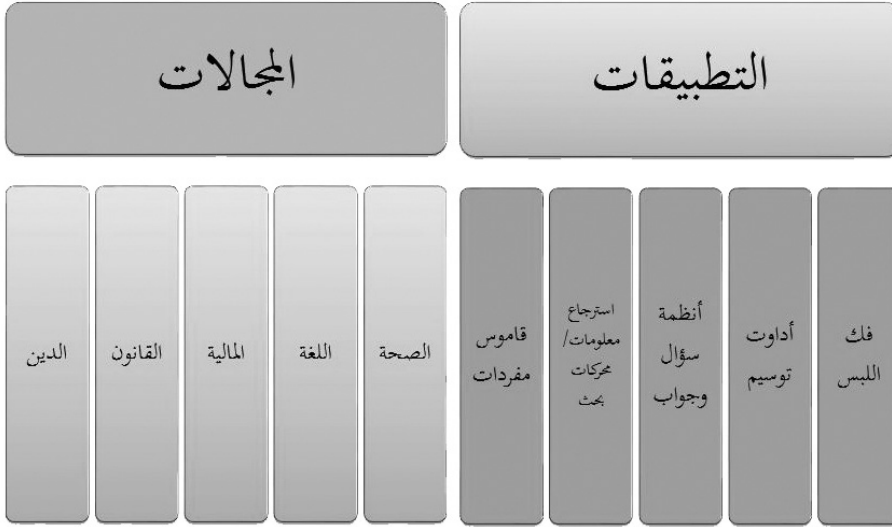 التطبيقات
المجالات
فك
اللبس
أداوت
توسيم
أنظمة
سؤال
وجواب
استرجاع
معلومات/
محركات
بحث
قاموس
مفردات
الصحة
اللغة
المالية
القانون
الدين